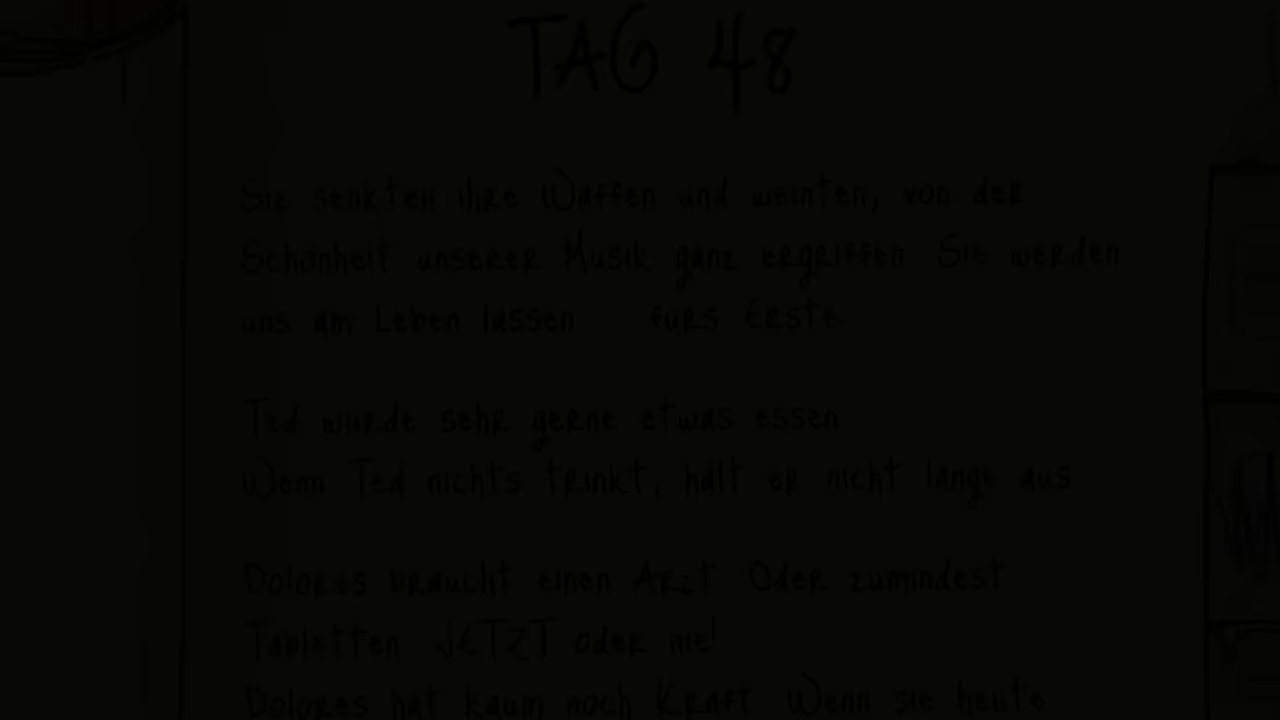 TAG 48
Sie senkten ihre Waffen und weinten, von der
Schönheit unserer Musik ganz ergriffen. Sie werden
uns am Leben lassen... fürs Erste.
Ted würde sehr gerne etwas essen.
Wenn Ted nichts trinkt, hält er nicht lange aus.
Dolores braucht einen Arzt. Oder zumindest
Tabletten. JETZT oder nie!
Dolores hat kaum noch Kraft. Wenn sie heute